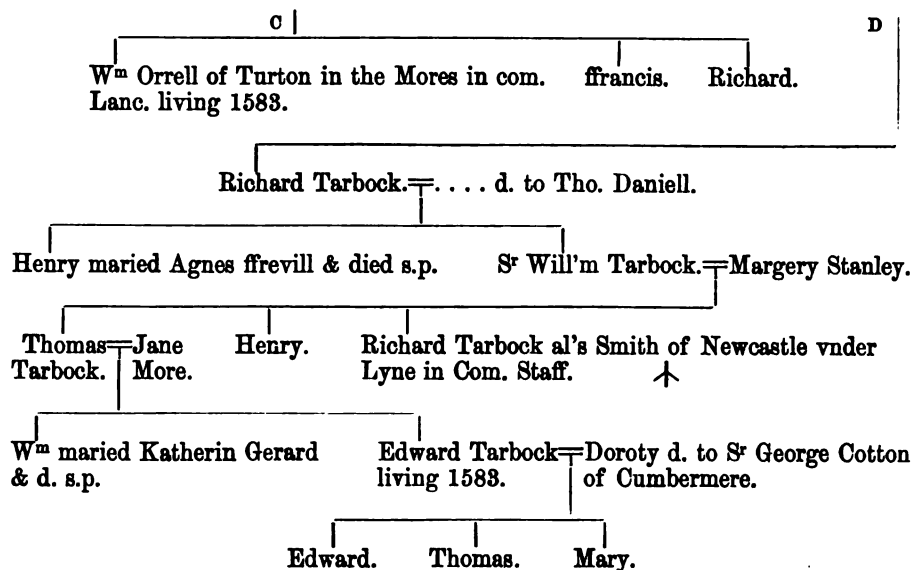 C D
Wᵐ Orrell of Turton in the Mores in com. ffrancis. Richard.
Lanc. living 1583.
Richard Tarbock. . . . . d. to Tho. Daniell.
Henry maried Agnes ffrevill & died s.p. Sʳ Will'm Tarbock. Margery Stanley.
Thomas Jane Henry. Richard Tarbock al's Smith of Newcastle vnder
Tarbock. More. Lyne in Com. Staff.
Wᵐ maried Katherin Gerard Edward Tarbock Doroty d. to Sʳ George Cotton
& d. s.p. living 1583. of Cumbermere.
Edward. Thomas. Mary.